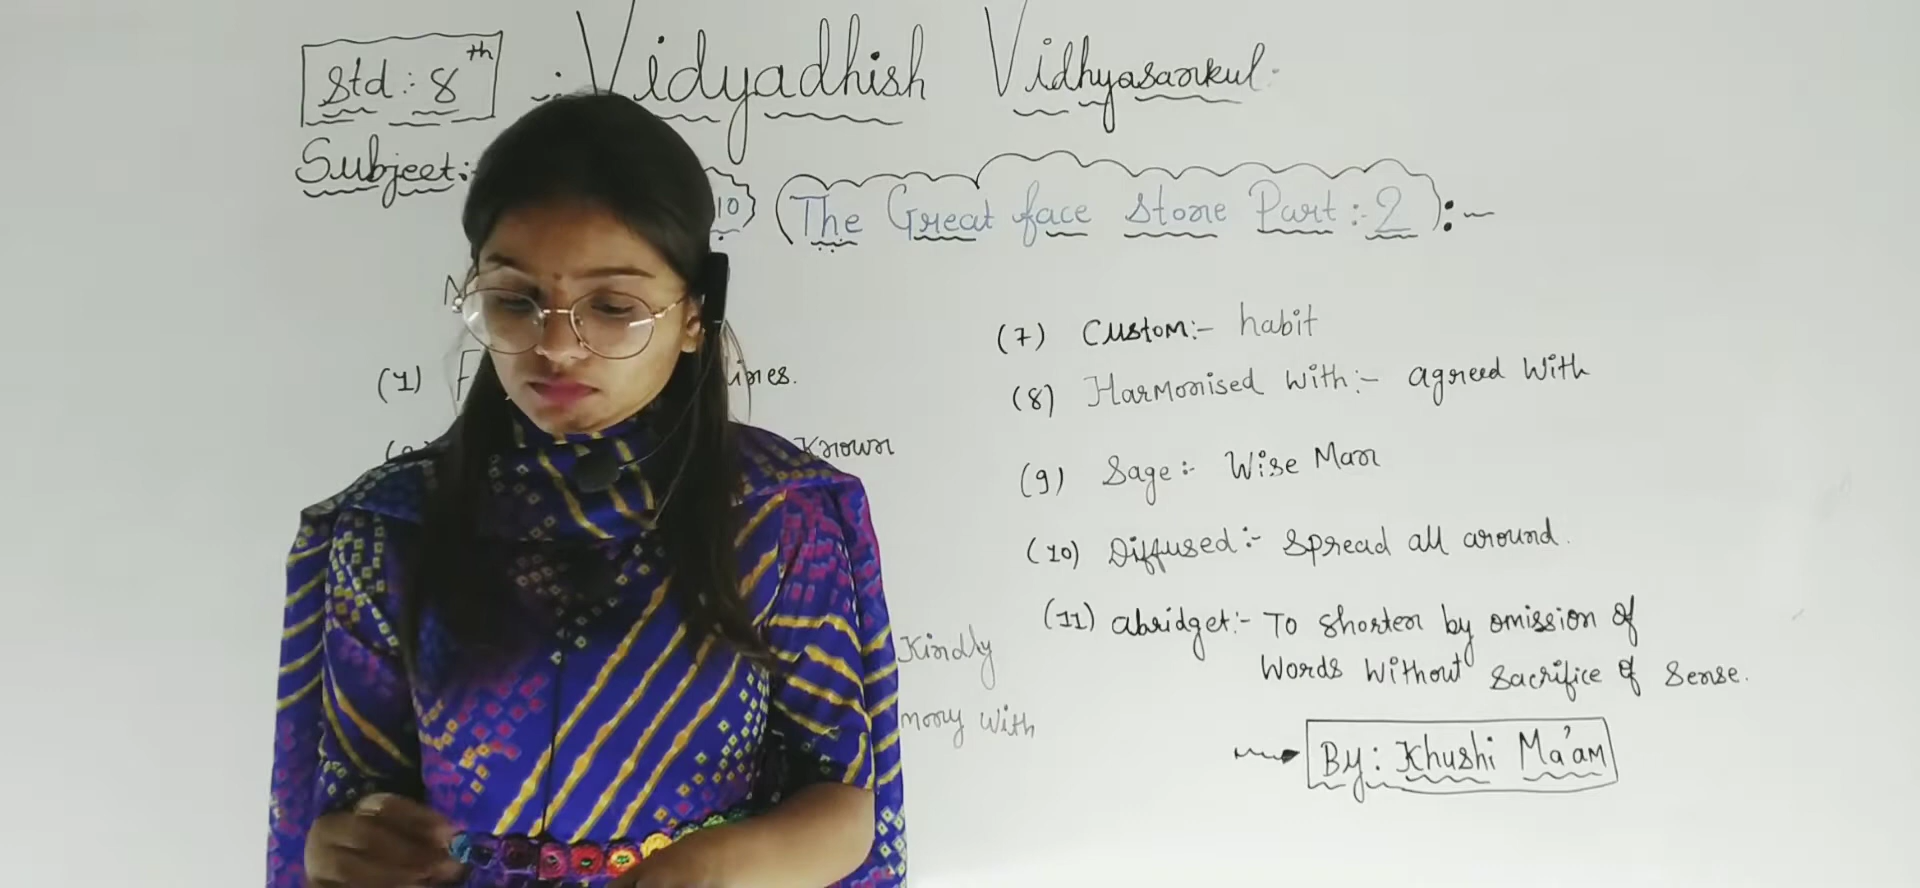 Std :- 8th :- Vidyadhish Vidhyasankul :-
Subject:-
10) (The Great face stone Part :- 2) :-
(1)
(7) Custom:- habit
(8) Harmonised with:- agreed with
Known
(9) Sage :- Wise Man
(10) Diffused :- Spread all around.
(11) abridget:- To shorten by omission of
Kindly
words without sacrifice of sense.
with
By: Khushi Ma'am